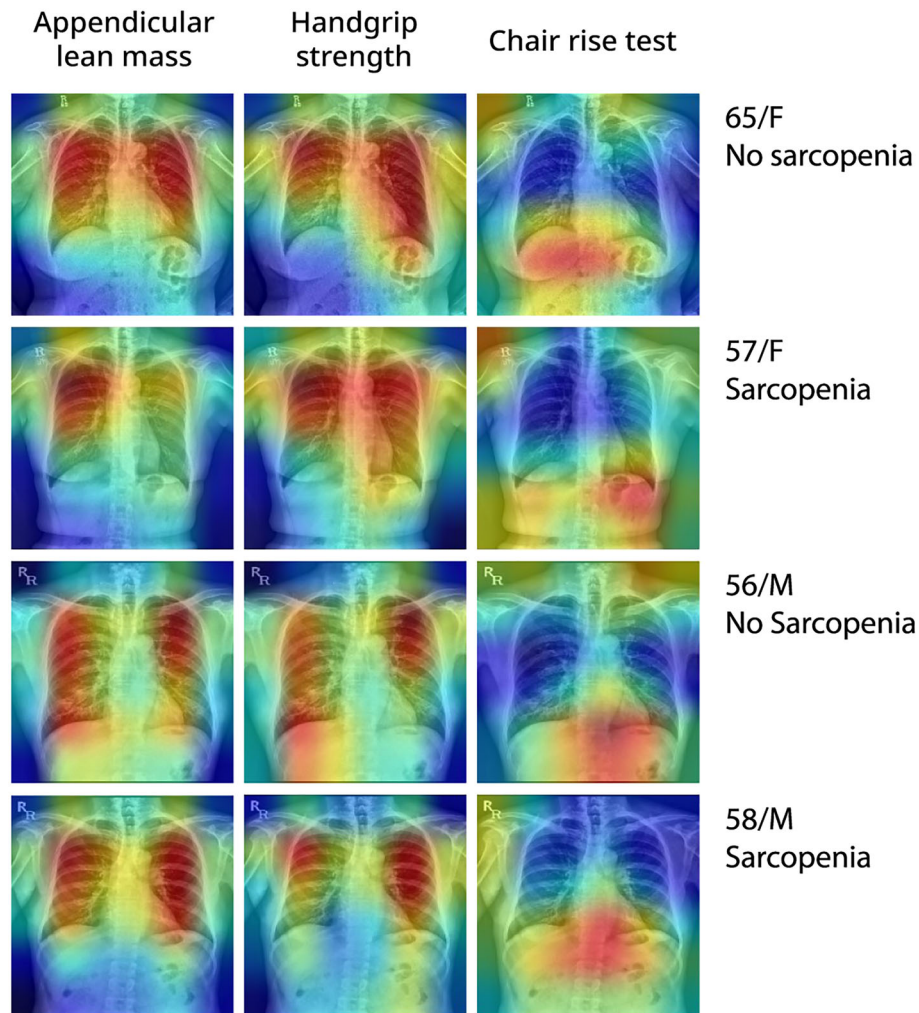 Appendicular
lean mass
Handgrip
strength
Chair rise test
R
R
R
65/F
No sarcopenia
R
R
R
57/F
Sarcopenia
R R
R R
R R
56/M
No Sarcopenia
R R
R R
R R
58/M
Sarcopenia